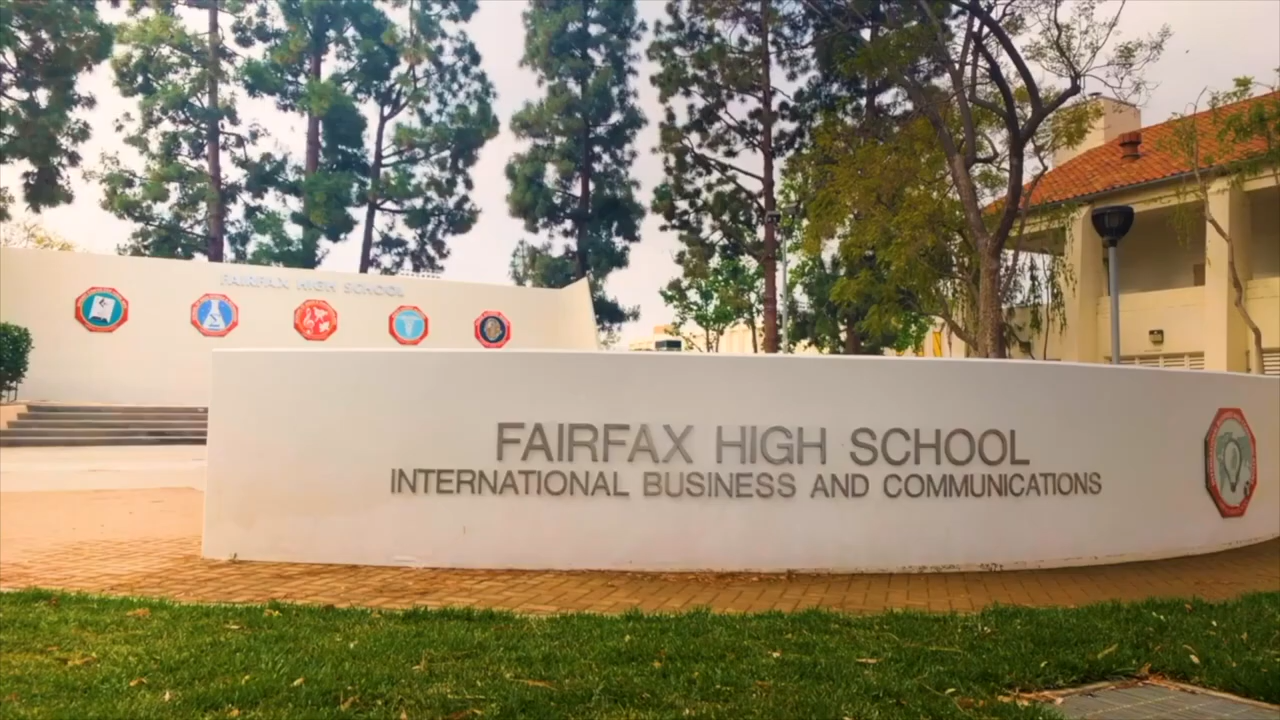 FAIRFAX HIGH SCHOOL
FAIRFAX HIGH SCHOOL
INTERNATIONAL BUSINESS AND COMMUNICATIONS